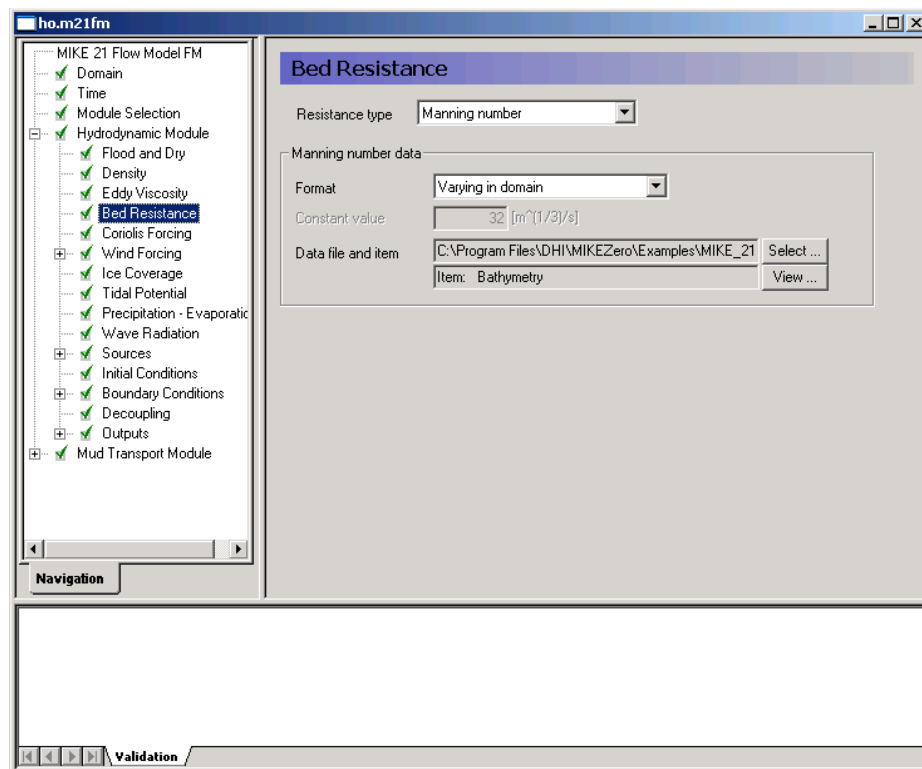 ho.m21fm
MIKE 21 Flow Model FM
Domain
Time
Module Selection
Hydrodynamic Module
Flood and Dry
Density
Eddy Viscosity
Bed Resistance
Coriolis Forcing
Wind Forcing
Ice Coverage
Tidal Potential
Precipitation - Evaporatic
Wave Radiation
Sources
Initial Conditions
Boundary Conditions
Decoupling
Outputs
Mud Transport Module
Navigation
Bed Resistance
Resistance type Manning number
Manning number data
Format Varying in domain
Constant value 32 [m^(1/3)/s]
Data file and item C:\Program Files\DHI\MIKEZero\Examples\MIKE_21 Select ...
Item: Bathymetry View ...
Validation